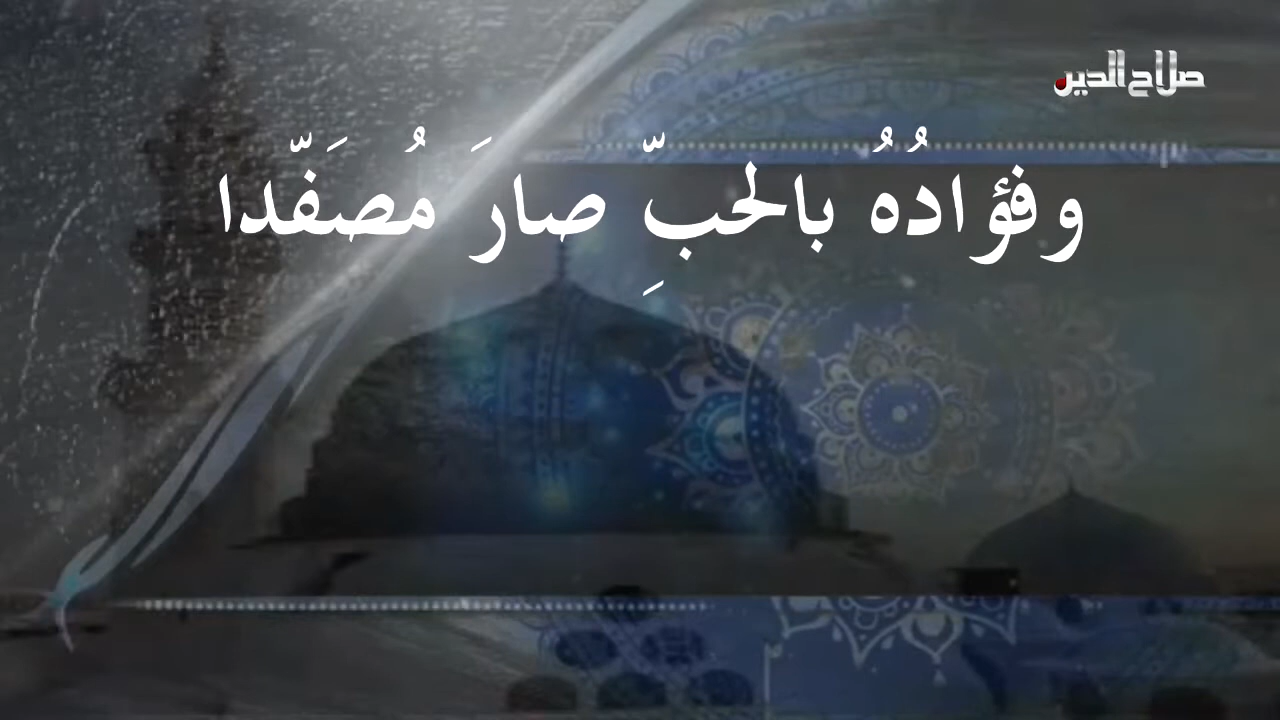 صلاح الدين
وفؤادُهُ بالحبِّ صارَ مُصَفّدا